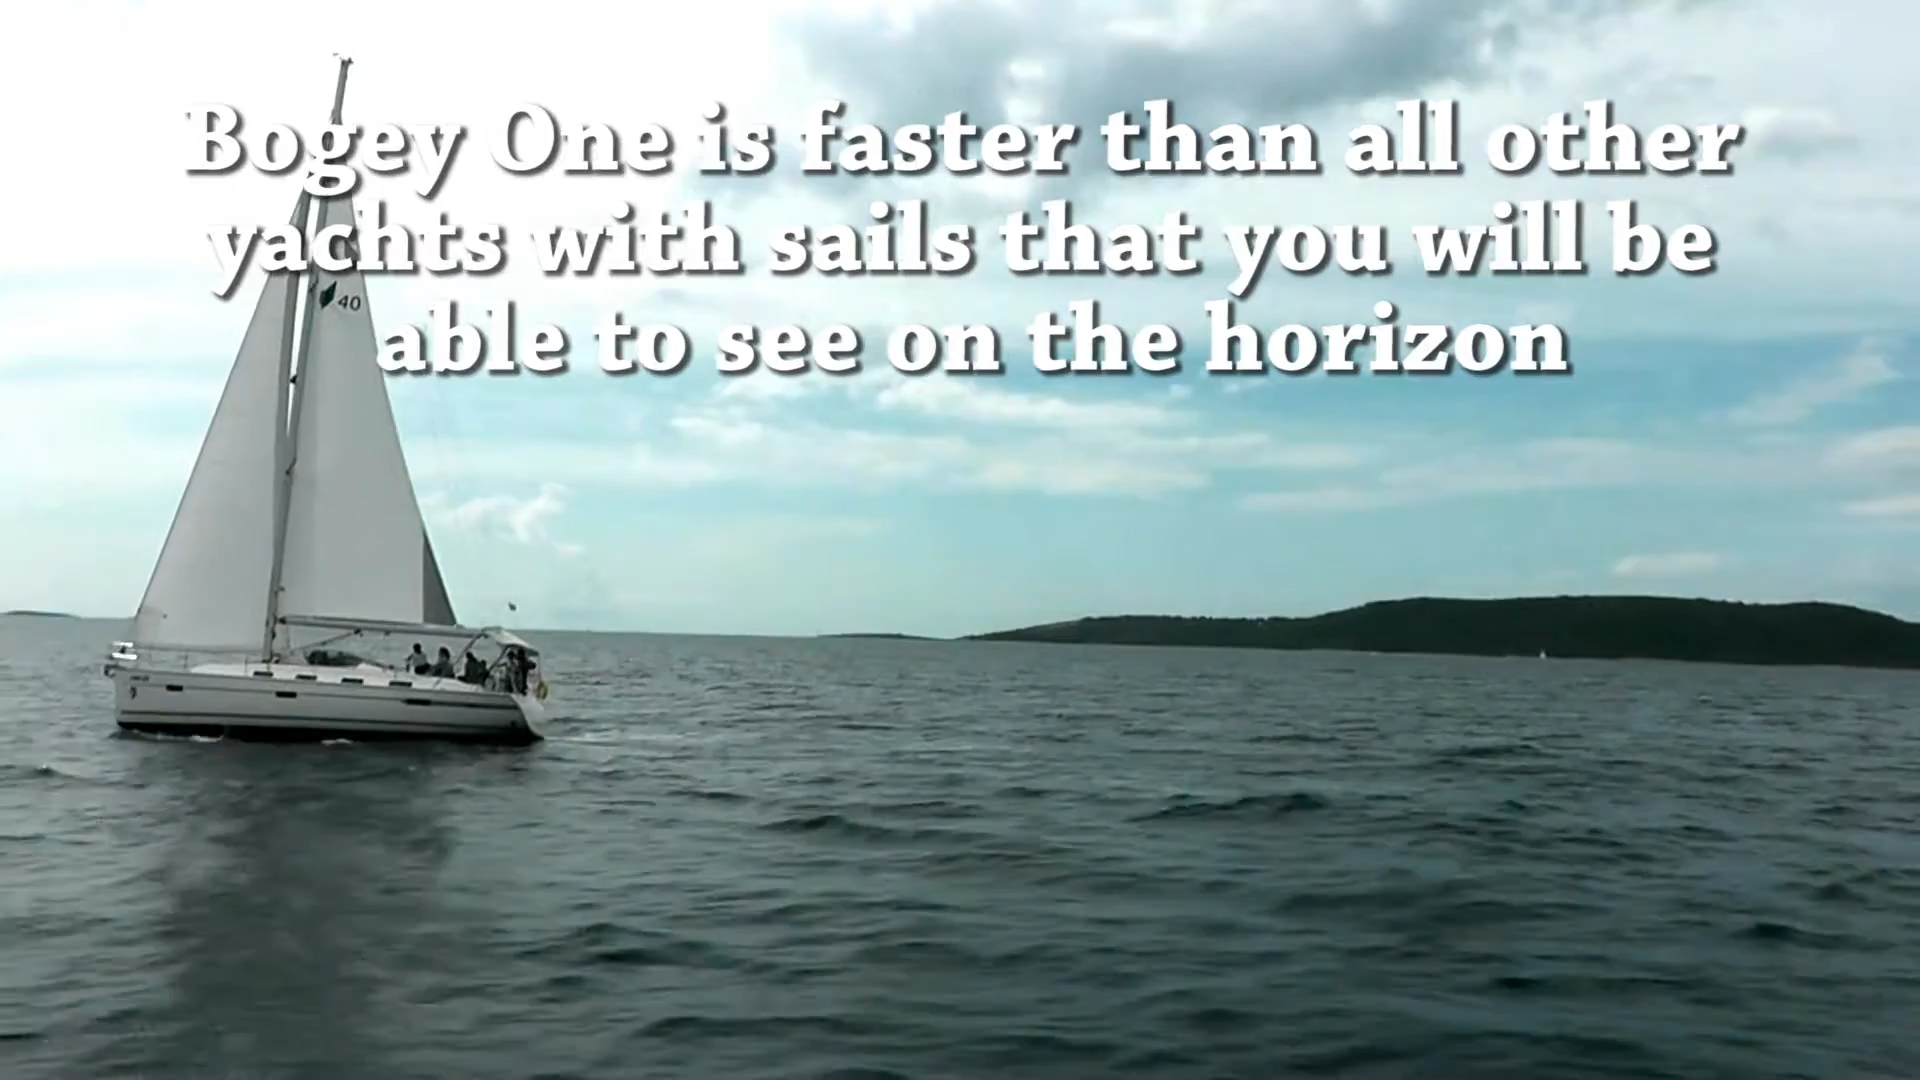 Bogey One is faster than all other
yachts with sails that you will be
able to see on the horizon
40